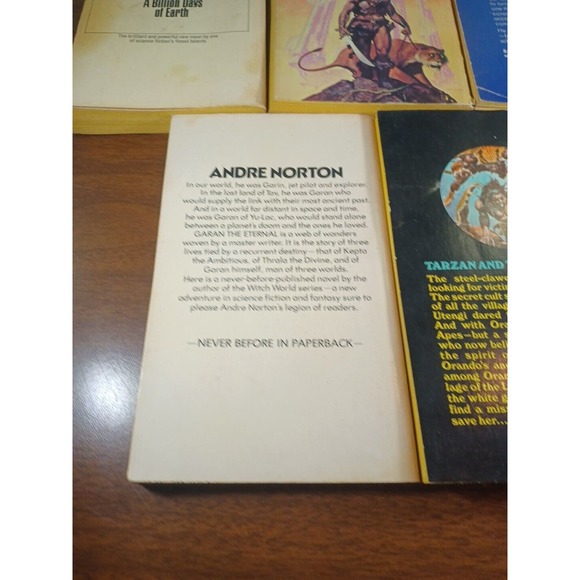 A Billion Days
of Earth
The brilliant and powerful new novel by one
of science fiction's finest talents
ANDRE NORTON
In our world, he was Garin, jet pilot and explorer.
In the lost land of Tav, he was Garan who
would supply the link with their most ancient past.
And in a world far distant in space and time,
he was Garan of Yu-Lac, who would stand alone
between a planet's doom and the ones he loved.
GARAN THE ETERNAL is a web of wonders
woven by a master writer. It is the story of three
lives tied by a recurrent destiny—that of Kepta
the Ambitious, of Thrala the Divine, and of
Garan himself, man of three worlds.
Here is a never-before-published novel by the
author of the Witch World series—a new
adventure in science fiction and fantasy sure to
please Andre Norton's legion of readers.
—NEVER BEFORE IN PAPERBACK—
TARZAN AND
The steel-claw
looking for victi
The secret cult
of all the villa
Utengi dared
And with Or
Apes—but a
who now beli
the spirit o
Orando's an
among Oran
lage of the L
the white g
find a miss
save her...